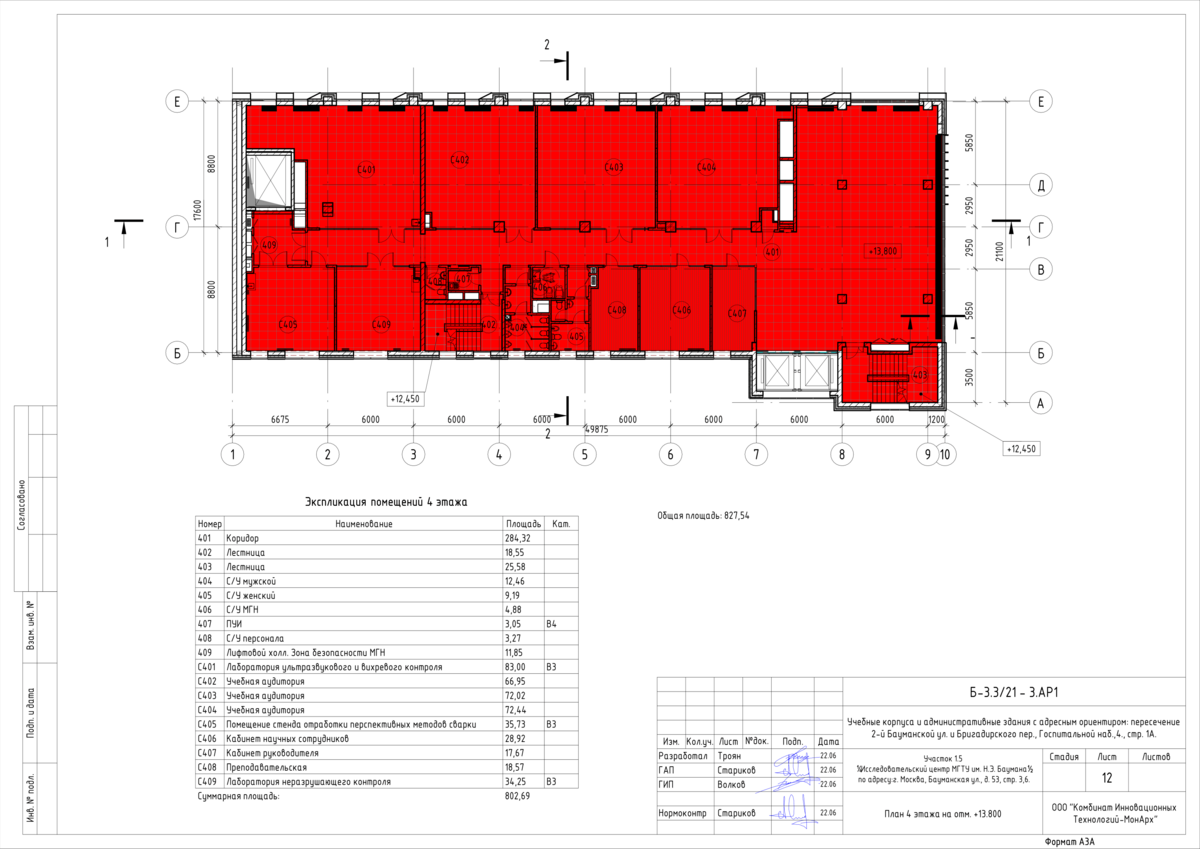 2
Е
Е
8800
17600
8800
5850
2950
2950
5850
3500
21100
С401
С402
С403
С404
Д
Г
Г
1
1
409
401
+13,800
В
408
407
406
С405
С409
402
404
405
С408
С406
С407
403
Б
Б
А
+12,450
6675
6000
6000
6000
6000
6000
6000
6000
1200
2
49875
+12,450
1
2
3
4
5
6
7
8
9
10
Экспликация помещений 4 этажа
Номер Наименование Площадь Кат.
401 Коридор 284,32
402 Лестница 18,55
403 Лестница 25,58
404 С/У мужской 12,46
405 С/У женский 9,19
406 С/У МГН 4,88
407 ПУИ 3,05 В4
408 С/У персонала 3,27
409 Лифтовой холл. Зона безопасности МГН 11,85
С401 Лаборатория ультразвукового и вихревого контроля 83,00 В3
С402 Учебная аудитория 66,95
С403 Учебная аудитория 72,02
С404 Учебная аудитория 72,44
С405 Помещение стенда отработки перспективных методов сварки 35,73 В3
С406 Кабинет научных сотрудников 28,92
С407 Кабинет руководителя 17,67
С408 Преподавательская 18,57
С409 Лаборатория неразрушающего контроля 34,25 В3
Суммарная площадь: 802,69
Общая площадь: 827,54
Согласовано
Взам. инв. №
Подп. и дата
Инв. № подл.
Б-3.3/21 - 3.АР1
Учебные корпуса и административные здания с адресным ориентиром: пересечение
2-й Бауманской ул. и Бригадирского пер., Госпитальной наб.,4., стр. 1А.
Изм. Кол.уч. Лист №док. Подп. Дата
Разработал Троян 22.06
ГАП Стариков 22.06
ГИП Волков 22.06
Нормоконтр Стариков 22.06
Участок 1.5
½Исследовательский центр МГТУ им. Н.Э. Баумана½
по адресу:г. Москва, Бауманская ул., д. 53, стр. 3,6.
Стадия Лист Листов
12
План 4 этажа на отм. +13.800
ООО "Комбинат Инновационных
Технологий-МонАрх"
Формат А3А